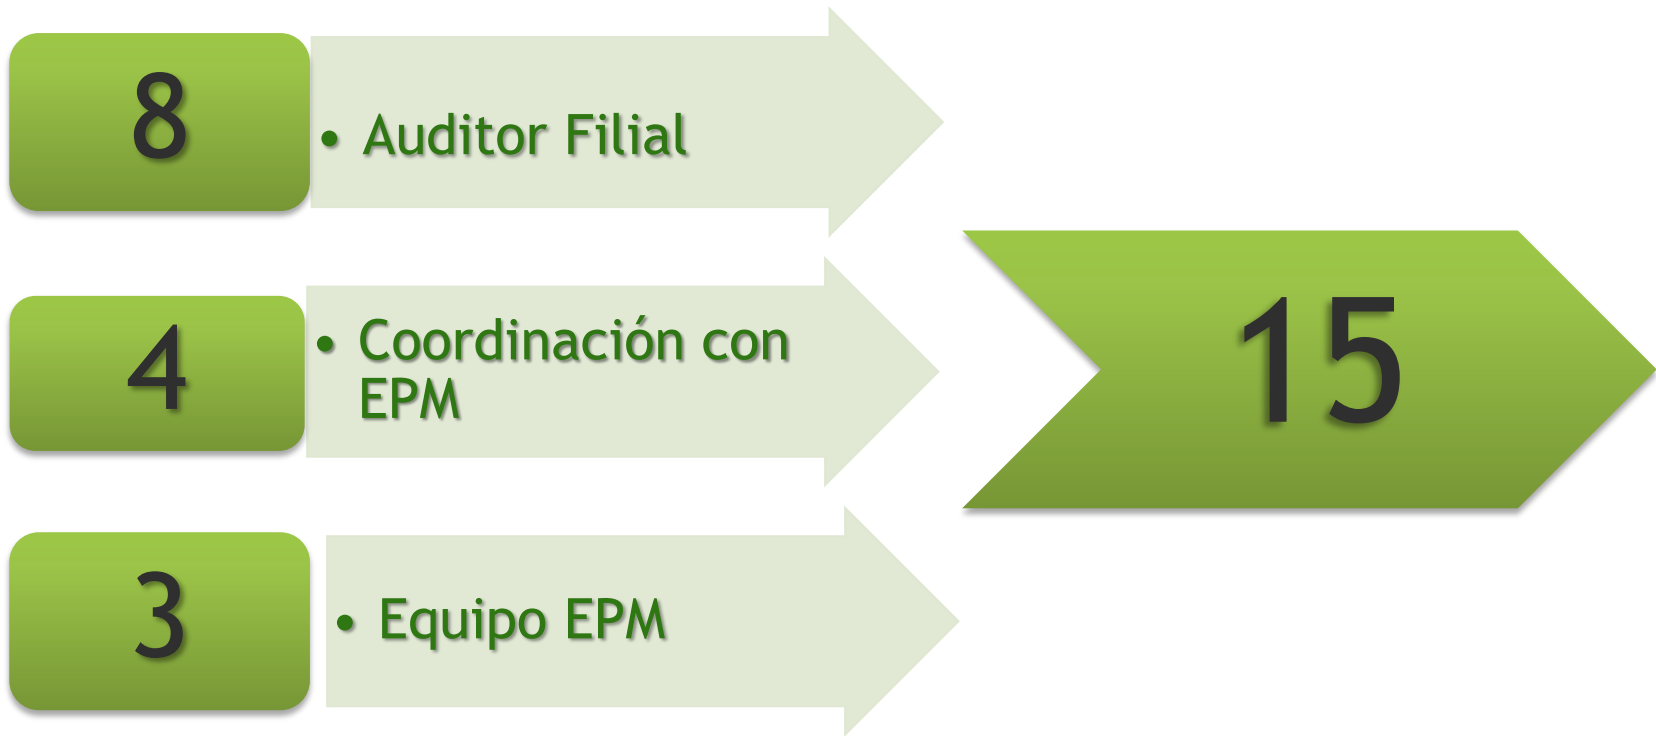 8
• Auditor Filial
4
• Coordinación con
EPM
3
• Equipo EPM
15